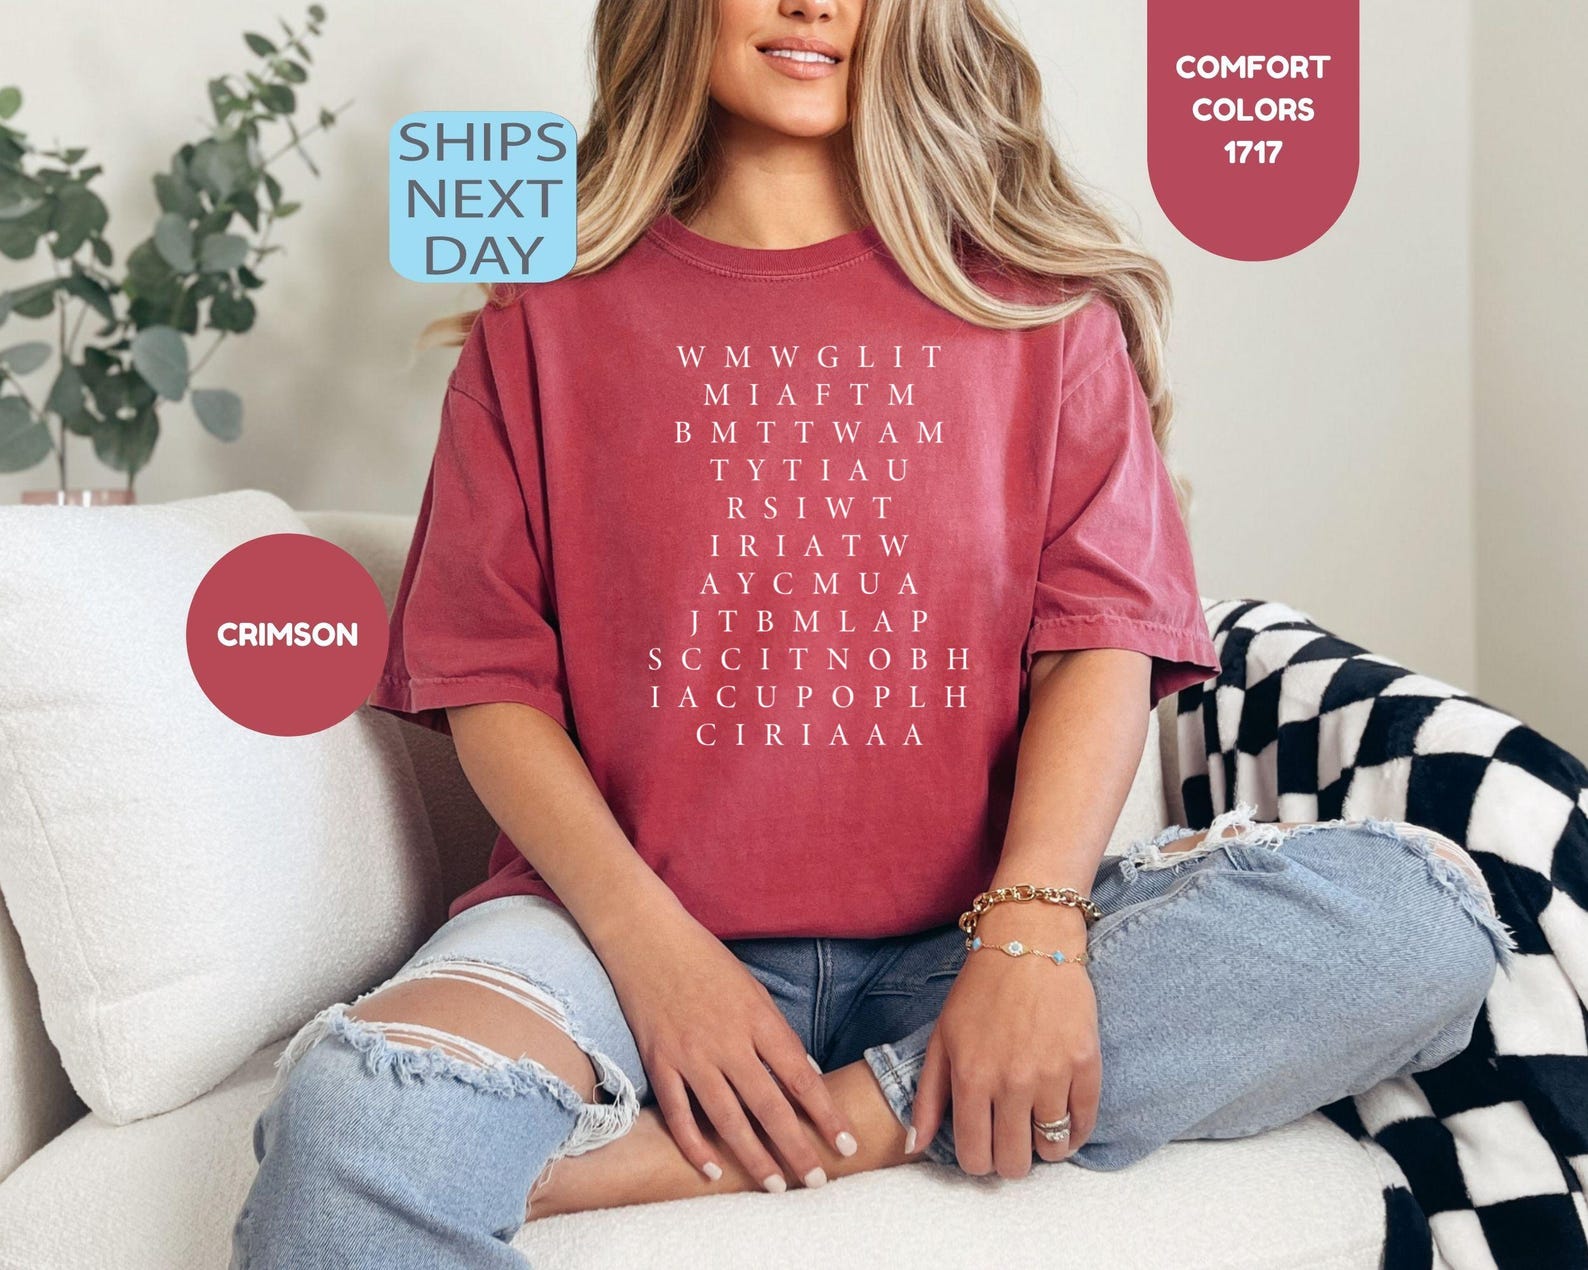 COMFORT
COLORS
1717
SHIPS
NEXT
DAY
W M W G L I T
M I A F T M
B M T T W A M
T Y T I A U
R S I W T
I R I A T W
A Y C M U A
J T B M L A P
S C C I T N O B H
I A C U P O P L H
C I R I A A A
CRIMSON